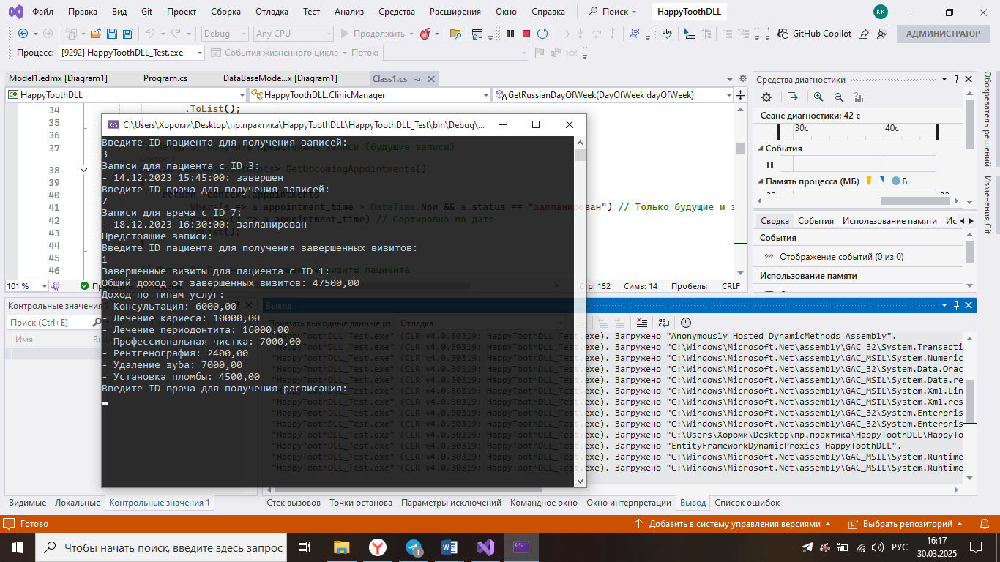 Файл Правка Вид Git Проект Сборка Отладка Тест Анализ Средства Расширения Окно Справка Поиск HappyToothDLL КК
Debug Any CPU Продолжить GitHub Copilot АДМИНИСТРАТОР
Процесс: [9292] HappyToothDLL_Test.exe События жизненного цикла Поток:
Model1.edmx [Diagram1] Program.cs DataBaseMode...x [Diagram1] Class1.cs
HappyToothDLL HappyToothDLL.ClinicManager GetRussianDayOfWeek(DayOfWeek dayOfWeek)
34 .ToList();
35
36
37
38
39
40
41
42
43
44
45
46
C:\Users\Хороми\Desktop\пр.практика\HappyToothDLL\HappyToothDLL_Test\bin\Debug\...
Введите ID пациента для получения записей:
3
Записи для пациента с ID 3:
- 14.12.2023 15:45:00: завершен
Введите ID врача для получения записей:
7
Записи для врача с ID 7:
- 18.12.2023 16:30:00: запланирован
Предстоящие записи:
Введите ID пациента для получения завершенных визитов:
1
Завершенные визиты для пациента с ID 1:
Общий доход от завершенных визитов: 47500,00
Доход по типам услуг:
- Консультация: 6000,00
- Лечение кариеса: 10000,00
- Лечение периодонтита: 16000,00
- Профессиональная чистка: 7000,00
- Рентгенография: 2400,00
- Удаление зуба: 7000,00
- Установка пломбы: 4500,00
Введите ID врача для получения расписания:
GetUpcomingAppointments()
a.appointment_time > DateTime.Now && a.status == "запланирован") // Только будущие и з
a.appointment_time) // Сортировка по дате
101 % Стр: 152 Симв: 14 Пробелы CRLF
Средства диагностики
Сеанс диагностики: 42 с
30с 40с
События
Память процесса (МБ) Б.
Сводка События Использование памяти Ис
События
Отображение событий (0 из 0)
Использование памяти
Обозреватель решений
Изменения Git
Контрольные значения
Поиск (Ctrl+E)
Имя
Вывод
Показать выходные данные из: Отладка
"HappyToothDLL_Test.exe" (CLR v4.0.30319: HappyToothDLL_Test.exe). Загружено "Anonymously Hosted DynamicMethods Assembly".
"HappyToothDLL_Test.exe" (CLR v4.0.30319: HappyToothDLL_Test.exe). Загружено "C:\Windows\Microsoft.Net\assembly\GAC_32\System.Transacti
"HappyToothDLL_Test.exe" (CLR v4.0.30319: HappyToothDLL_Test.exe). Загружено "C:\Windows\Microsoft.Net\assembly\GAC_MSIL\System.Numeric
"HappyToothDLL_Test.exe" (CLR v4.0.30319: HappyToothDLL_Test.exe). Загружено "C:\Windows\Microsoft.Net\assembly\GAC_32\System.Data.Orac
"HappyToothDLL_Test.exe" (CLR v4.0.30319: HappyToothDLL_Test.exe). Загружено "C:\Windows\Microsoft.Net\assembly\GAC_MSIL\System.Data.re
"HappyToothDLL_Test.exe" (CLR v4.0.30319: HappyToothDLL_Test.exe). Загружено "C:\Windows\Microsoft.Net\assembly\GAC_MSIL\System.Xml.Lin
"HappyToothDLL_Test.exe" (CLR v4.0.30319: HappyToothDLL_Test.exe). Загружено "C:\Windows\Microsoft.Net\assembly\GAC_MSIL\System.Xml.res
"HappyToothDLL_Test.exe" (CLR v4.0.30319: HappyToothDLL_Test.exe). Загружено "C:\Windows\Microsoft.Net\assembly\GAC_32\System.Enterpris
"HappyToothDLL_Test.exe" (CLR v4.0.30319: HappyToothDLL_Test.exe). Загружено "C:\Windows\Microsoft.Net\assembly\GAC_32\System.Enterpris
"HappyToothDLL_Test.exe" (CLR v4.0.30319: HappyToothDLL_Test.exe). Загружено "C:\Users\Хороми\Desktop\пр.практика\HappyToothDLL\HappyTo
"HappyToothDLL_Test.exe" (CLR v4.0.30319: HappyToothDLL_Test.exe). Загружено "EntityFrameworkDynamicProxies-HappyToothDLL".
"HappyToothDLL_Test.exe" (CLR v4.0.30319: HappyToothDLL_Test.exe). Загружено "C:\Windows\Microsoft.Net\assembly\GAC_MSIL\System.Runtime
"HappyToothDLL_Test.exe" (CLR v4.0.30319: HappyToothDLL_Test.exe). Загружено "C:\Windows\Microsoft.Net\assembly\GAC_MSIL\System.Runtime
Видимые Локальные Контрольные значения 1 Стек вызовов Точки останова Параметры исключений Командное окно Окно интерпретации Вывод Список ошибок
Готово Добавить в систему управления версиями Выбрать репозиторий
Чтобы начать поиск, введите здесь запрос 1 РУС 16:17
30.03.2025